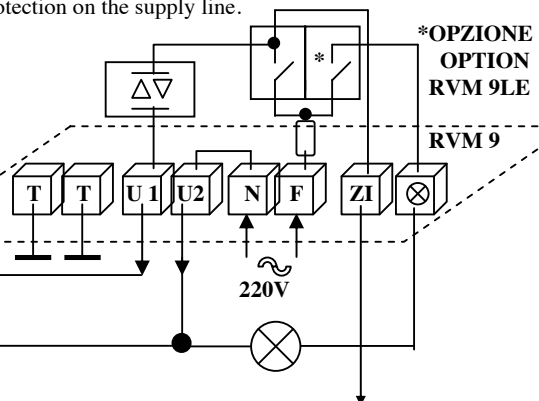 otection on the supply line.
*OPZIONE
OPTION
RVM 9LE
*
RVM 9
T T U 1 U2 N F ZI
220V